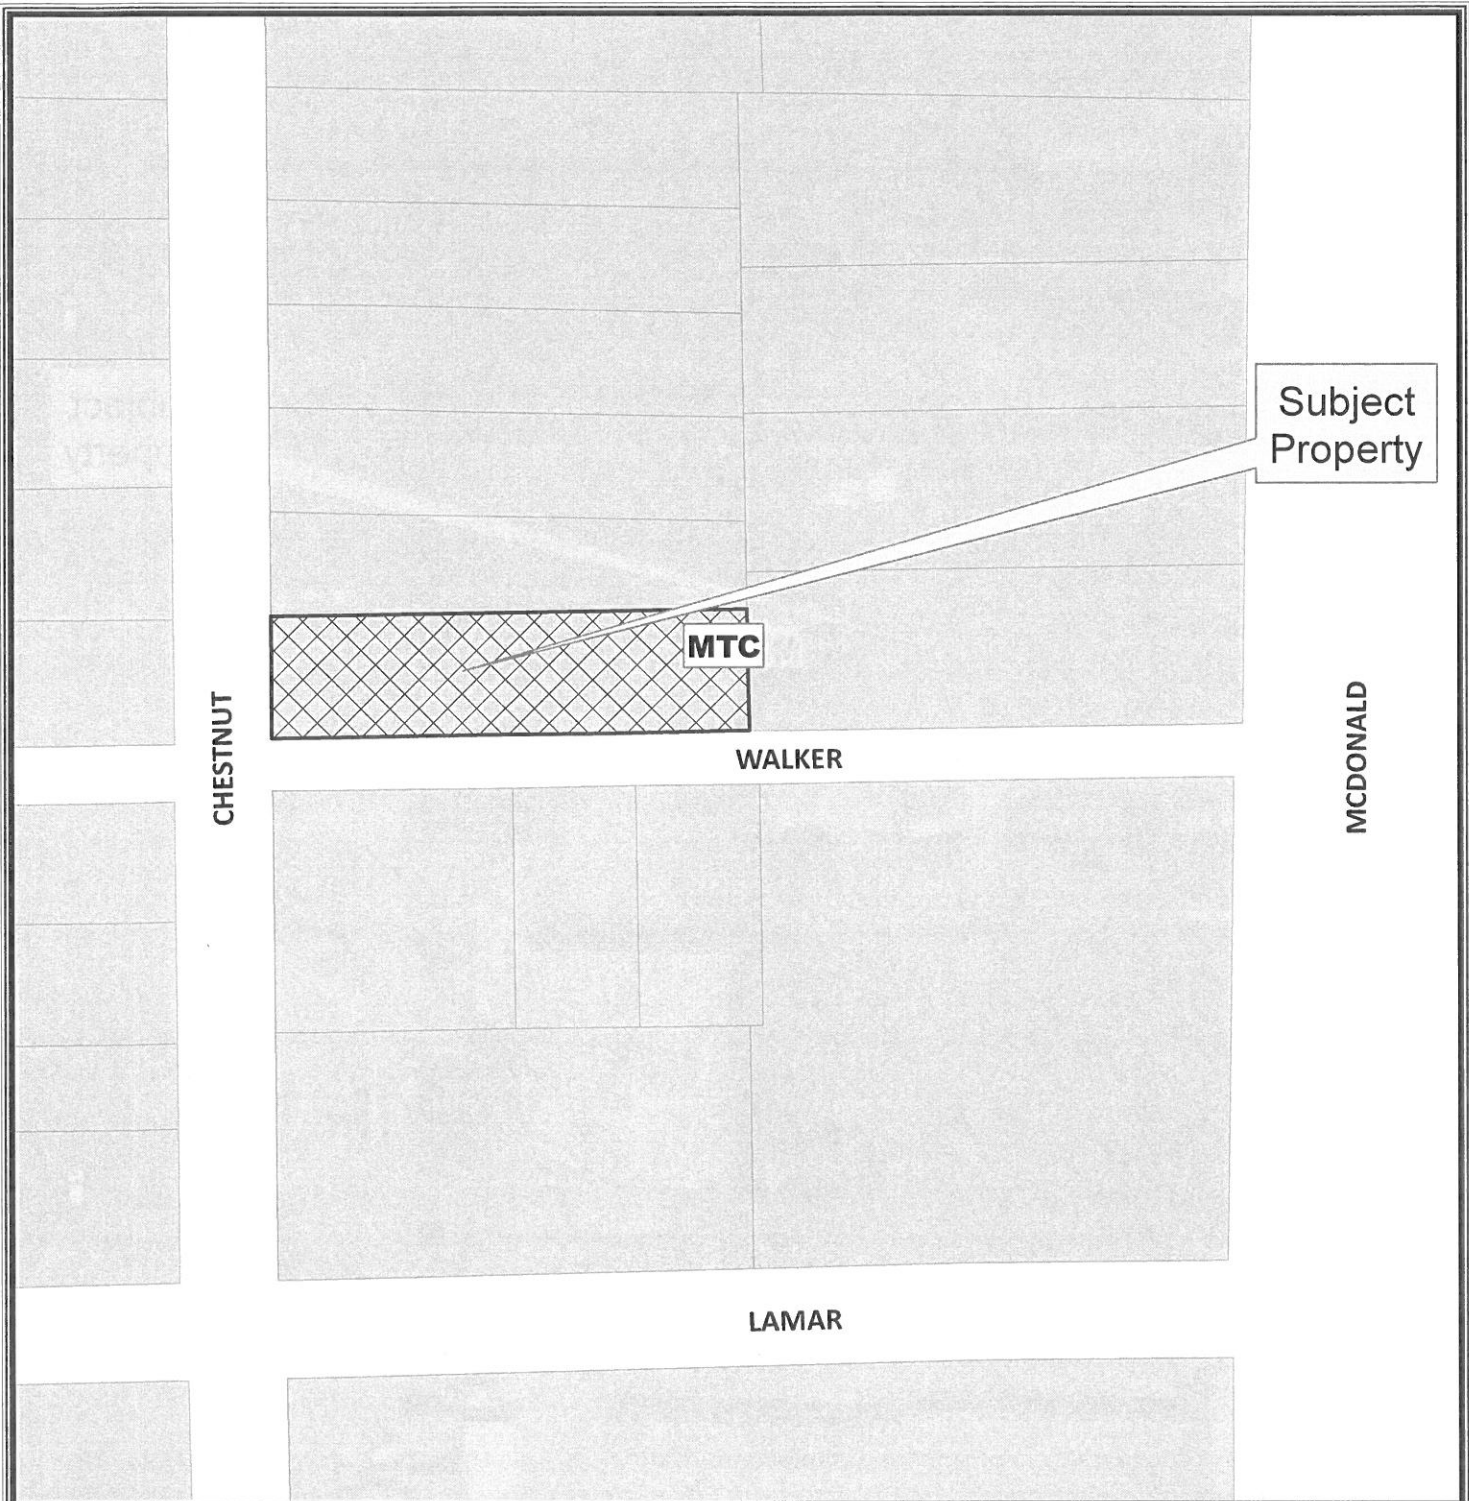 Subject
Property
MTC
CHESTNUT
WALKER
MCDONALD
LAMAR